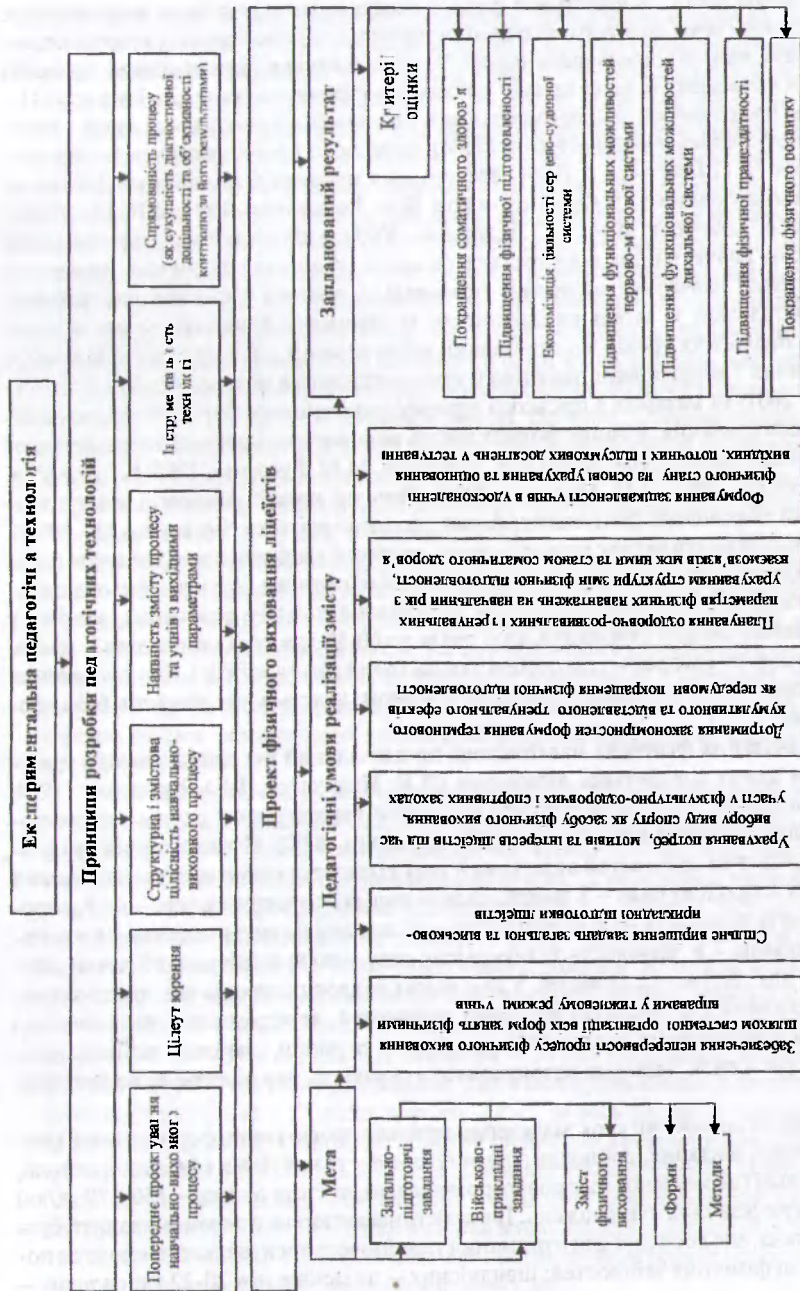 Експериментальна педагогічна технологія
Принципи розробки педагогічних технологій
Попереднє проектування
навчально-виховного
процесу
Цілеутворення
Структурна і змістова
цілісність навчально-
виховного процесу
Наявність змісту процесу
та учнів з вихідними
параметрами
Інструментальність
технології
(як сукупність діагностичної
доцільності та об'єктивності
контролю за його результатами)
Проект фізичного виховання ліцеїстів
Мета
Педагогічні умови реалізації змісту
Запланований результат
Загально-
підготовчі
завдання
Військово-
прикладні
завдання
Зміст
фізичного
виховання
Форми
Методи
Забезпечення неперервності процесу фізичного виховання
шляхом системної організації всіх форм занять фізичними
вправами у тижневому режимі учня
Спільне вирішення завдань загальної та військово-
прикладної підготовки ліцеїстів
Урахування потреб, мотивів та інтересів ліцеїстів під час
вибору виду спорту як засобу фізичного виховання,
участі у фізкультурно-оздоровчих і спортивних заходах
Дотримання закономірностей формування термінового,
кумулятивного та відставленого тренувального ефектів
як передумови покращення фізичної підготовленості
Планування оздоровчо-розвивальних і тренувальних
параметрів фізичних навантажень на навчальний рік з
урахуванням структури змін фізичної підготовленості,
взаємозв'язків між ними та станом соматичного здоров'я
Формування зацікавленості учнів в удосконаленні
фізичного стану на основі урахування та оцінювання
вихідних, поточних і підсумкових досягнень у тестуванні
Критерії
оцінки
Покращення соматичного здоров'я
Підвищення фізичної підготовленості
Економізація діяльності серцево-судинної
системи
Підвищення функціональних можливостей
нервово-м'язової системи
Підвищення функціональних можливостей
дихальної системи
Підвищення фізичної працездатності
Покращення фізичного розвитку